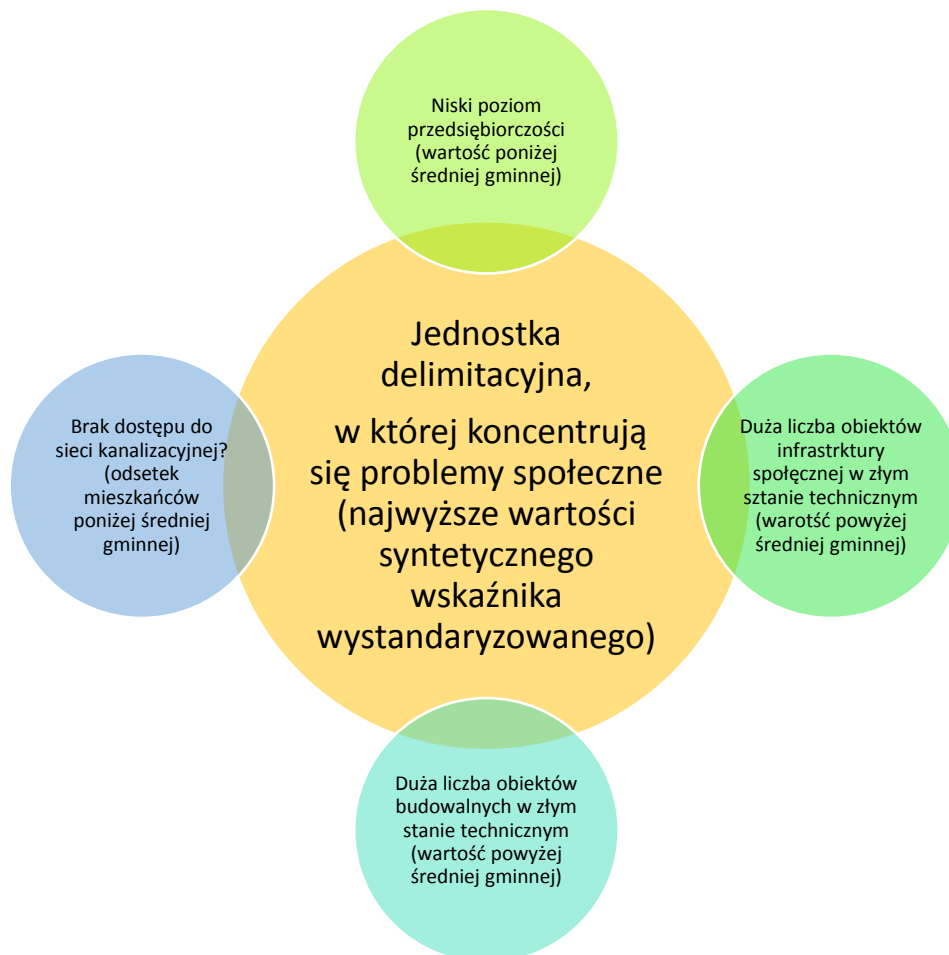 Niski poziom
przedsiębiorczości
(wartość poniżej
średniej gminnej)
Jednostka
delimitacyjna,
w której koncentrują
się problemy społeczne
(najwyższe wartości
syntetycznego
wskaźnika
wystandaryzowanego)
Brak dostępu do
sieci kanalizacyjnej?
(odsetek
mieszkańców
poniżej średniej
gminnej)
Duża liczba obiektów
infrastrktury
społęcznej w złym
sztanie technicznym
(warotść powyżej
średniej gminnej)
Duża liczba obiektów
budowalnych w złym
stanie technicznym
(wartość powyżej
średniej gminnej)